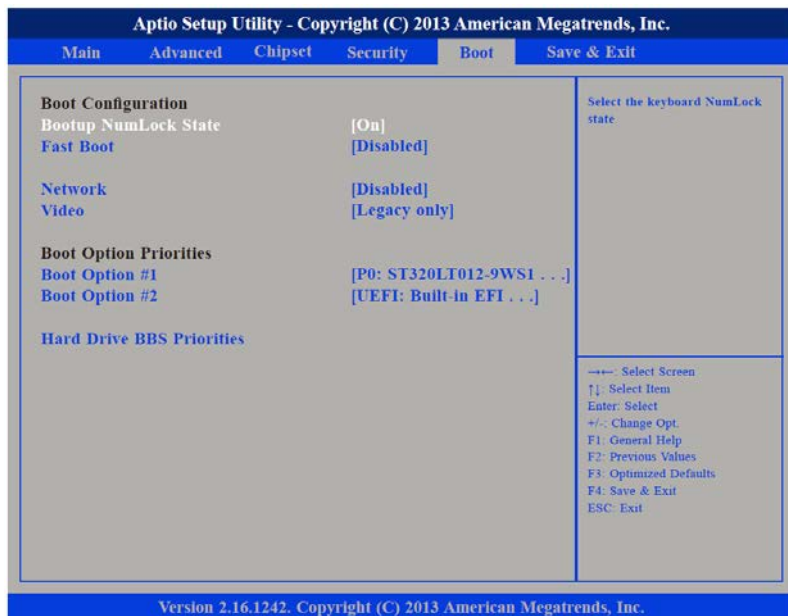 Aptio Setup Utility - Copyright (C) 2013 American Megatrends, Inc.
Main Advanced Chipset Security Boot Save & Exit
Boot Configuration
Bootup NumLock State [On]
Fast Boot [Disabled]
Network [Disabled]
Video [Legacy only]
Boot Option Priorities
Boot Option #1 [P0: ST320LT012-9WS1 . . .]
Boot Option #2 [UEFI: Built-in EFI . . .]
Hard Drive BBS Priorities
Select the keyboard NumLock
state
→←: Select Screen
↑↓: Select Item
Enter: Select
+/-: Change Opt.
F1: General Help
F2: Previous Values
F3: Optimized Defaults
F4: Save & Exit
ESC: Exit
Version 2.16.1242. Copyright (C) 2013 American Megatrends, Inc.